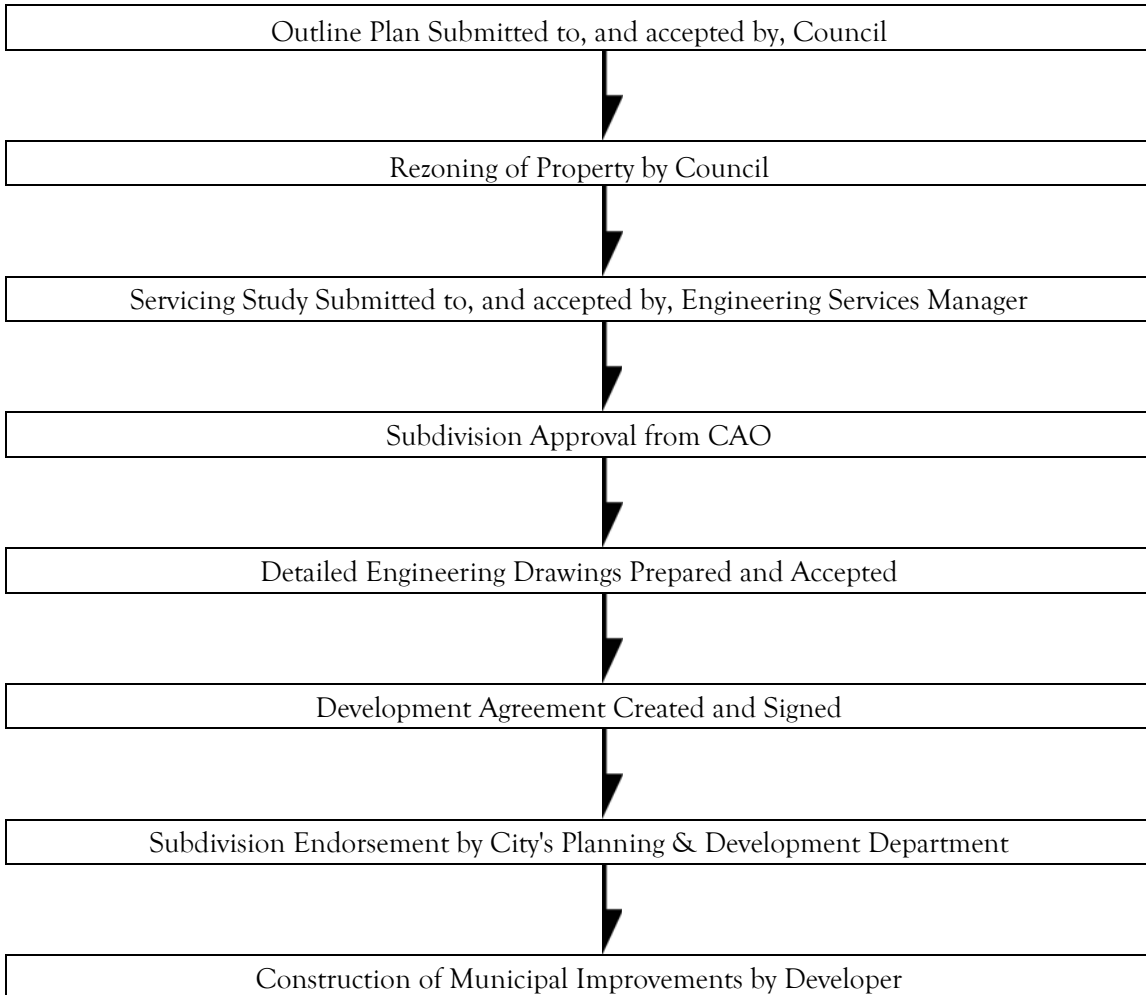 Outline Plan Submitted to, and accepted by, Council
Rezoning of Property by Council
Servicing Study Submitted to, and accepted by, Engineering Services Manager
Subdivision Approval from CAO
Detailed Engineering Drawings Prepared and Accepted
Development Agreement Created and Signed
Subdivision Endorsement by City's Planning & Development Department
Construction of Municipal Improvements by Developer